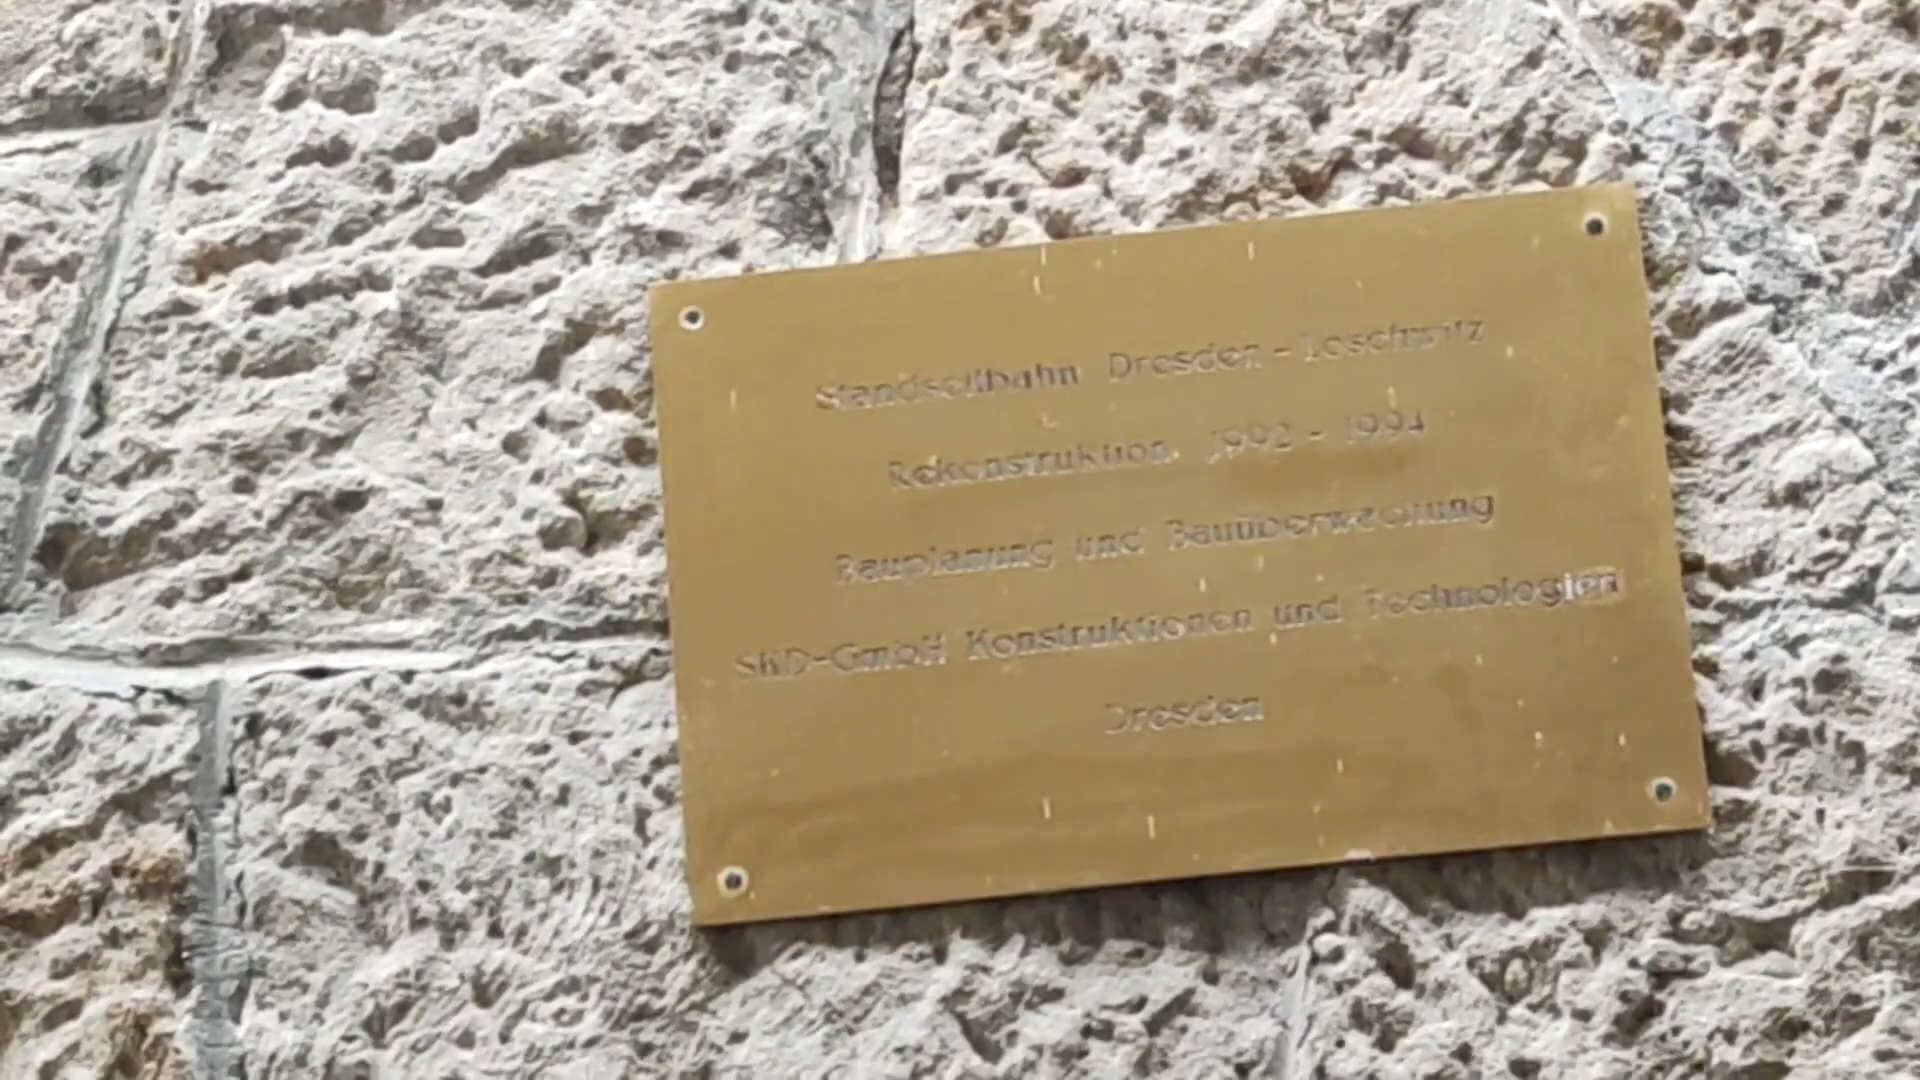 Standseilbahn Dresden - Loschwitz
Rekonstruktion 1992 - 1994
Bauplanung und Bauüberwachung
SKD-GmbH Konstruktionen und Technologien
Dresden